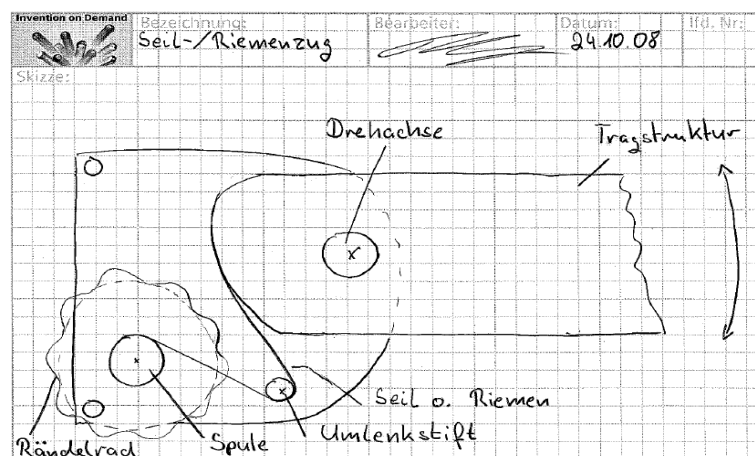 Invention on Demand
Bezeichnung:
Seil-/Riemenzug
Bearbeiter:
Datum:
24.10.08
lfd. Nr:
Skizze:
Drehachse
Tragstruktur
Seil o. Riemen
Umlenkstift
Spule
Rändelrad